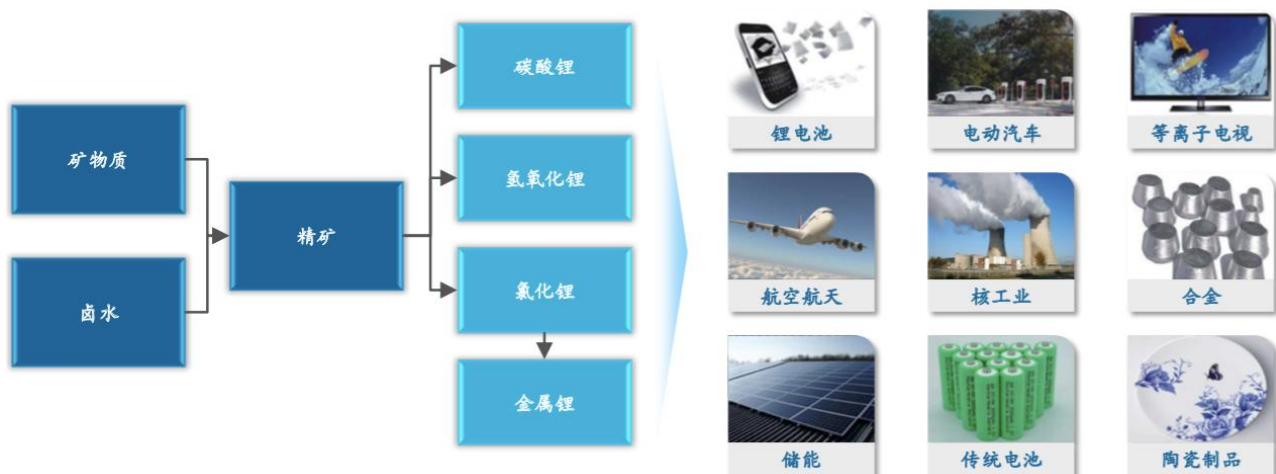 矿物质
卤水
精矿
碳酸锂
氢氧化锂
氯化锂
金属锂
锂电池
电动汽车
等离子电视
航空航天
核工业
合金
储能
传统电池
陶瓷制品